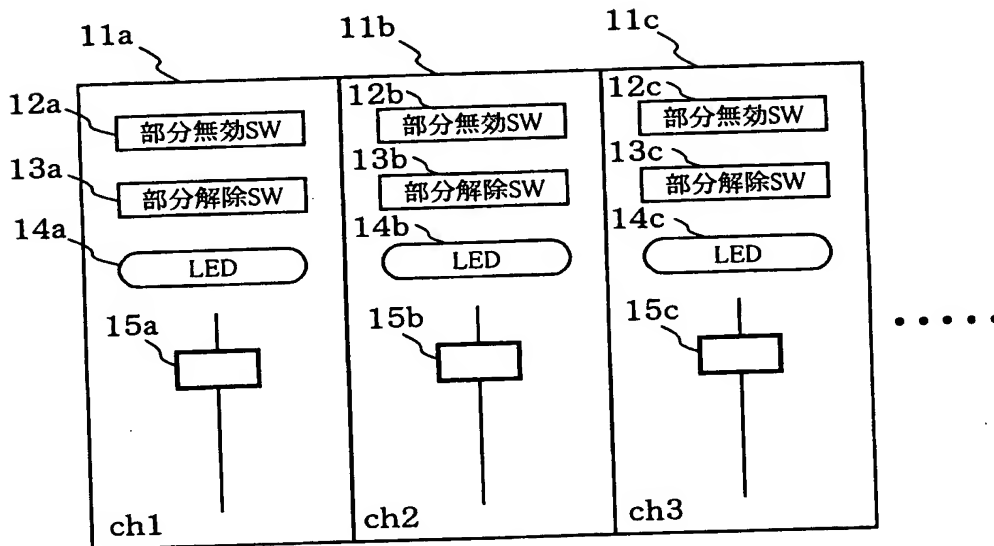 11a 11b 11c
12a 部分無効SW 12b 部分無効SW 12c 部分無効SW
13a 部分解除SW 13b 部分解除SW 13c 部分解除SW
14a LED 14b LED 14c LED
15a 15b 15c
ch1 ch2 ch3